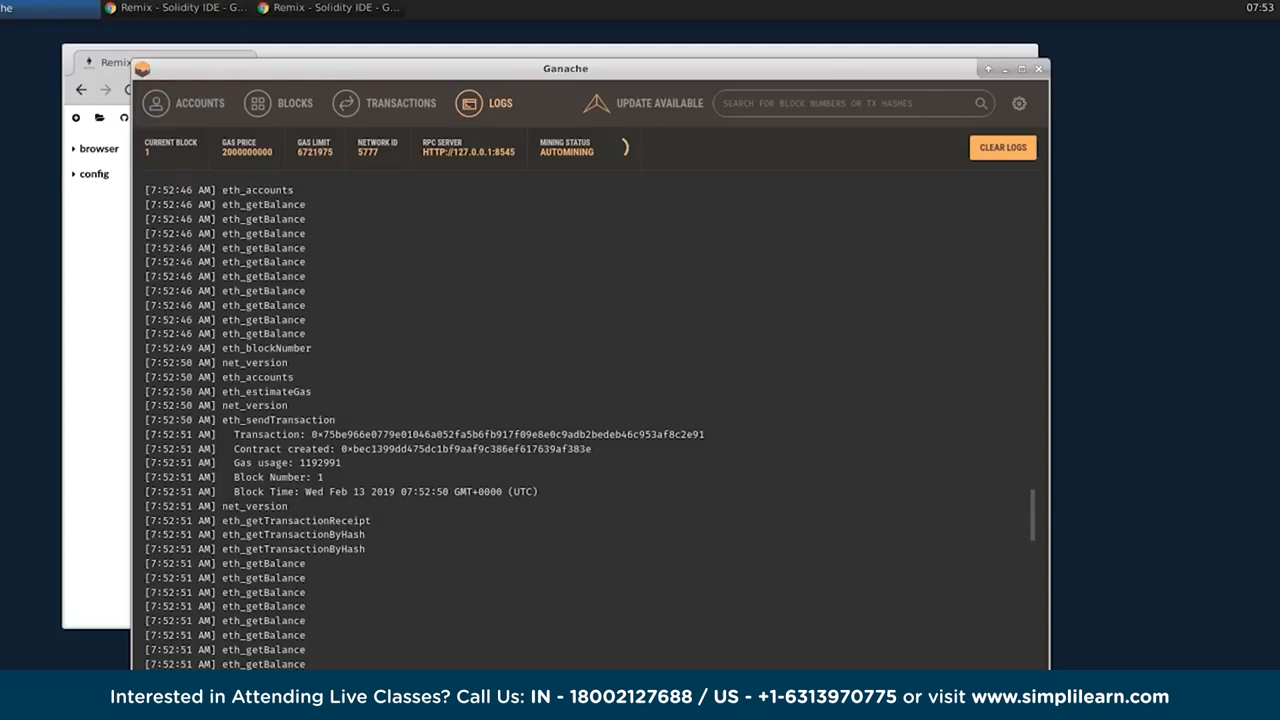 he
Remix - Solidity IDE - G...
Remix - Solidity IDE - G...
07:53
Remix
Ganache
ACCOUNTS
BLOCKS
TRANSACTIONS
LOGS
UPDATE AVAILABLE
SEARCH FOR BLOCK NUMBERS OR TX HASHES
CURRENT BLOCK
1
GAS PRICE
2000000000
GAS LIMIT
6721975
NETWORK ID
5777
RPC SERVER
HTTP://127.0.0.1:8545
MINING STATUS
AUTOMINING
CLEAR LOGS
browser
config
[7:52:46 AM] eth_accounts
[7:52:46 AM] eth_getBalance
[7:52:46 AM] eth_getBalance
[7:52:46 AM] eth_getBalance
[7:52:46 AM] eth_getBalance
[7:52:46 AM] eth_getBalance
[7:52:46 AM] eth_getBalance
[7:52:46 AM] eth_getBalance
[7:52:46 AM] eth_getBalance
[7:52:46 AM] eth_getBalance
[7:52:46 AM] eth_getBalance
[7:52:49 AM] eth_blockNumber
[7:52:50 AM] net_version
[7:52:50 AM] eth_accounts
[7:52:50 AM] eth_estimateGas
[7:52:50 AM] net_version
[7:52:50 AM] eth_sendTransaction
[7:52:51 AM] Transaction: 0×75be966e0779e01046a052fa5b6fb917f09e8e0c9adb2bedeb46c953af8c2e91
[7:52:51 AM] Contract created: 0×bec1399dd475dc1bf9aaf9c386ef617639af383e
[7:52:51 AM] Gas usage: 1192991
[7:52:51 AM] Block Number: 1
[7:52:51 AM] Block Time: Wed Feb 13 2019 07:52:50 GMT+0000 (UTC)
[7:52:51 AM] net_version
[7:52:51 AM] eth_getTransactionReceipt
[7:52:51 AM] eth_getTransactionByHash
[7:52:51 AM] eth_getTransactionByHash
[7:52:51 AM] eth_getBalance
[7:52:51 AM] eth_getBalance
[7:52:51 AM] eth_getBalance
[7:52:51 AM] eth_getBalance
[7:52:51 AM] eth_getBalance
[7:52:51 AM] eth_getBalance
[7:52:51 AM] eth_getBalance
[7:52:51 AM] eth_getBalance
Interested in Attending Live Classes? Call Us: IN - 18002127688 / US - +1-6313970775 or visit www.simplilearn.com